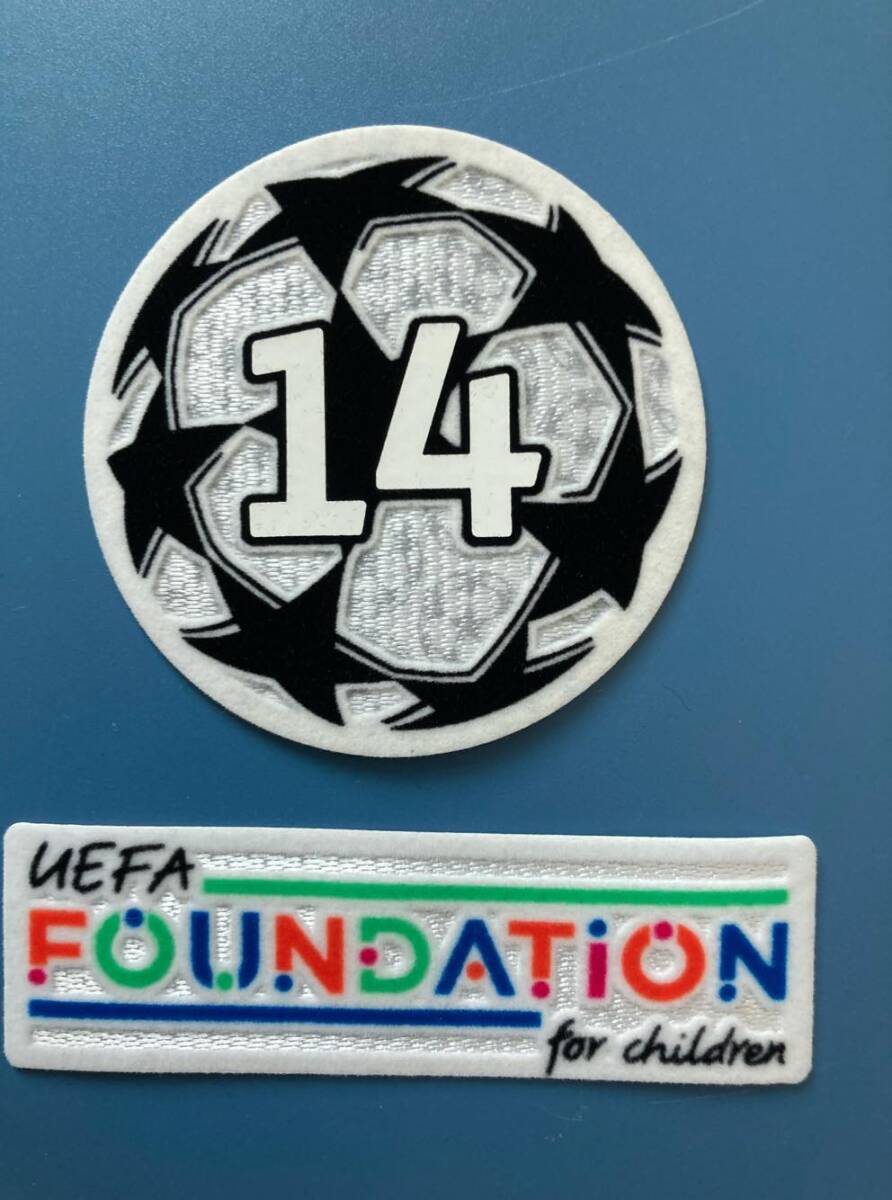 14
UEFA
FOUNDATION
for children